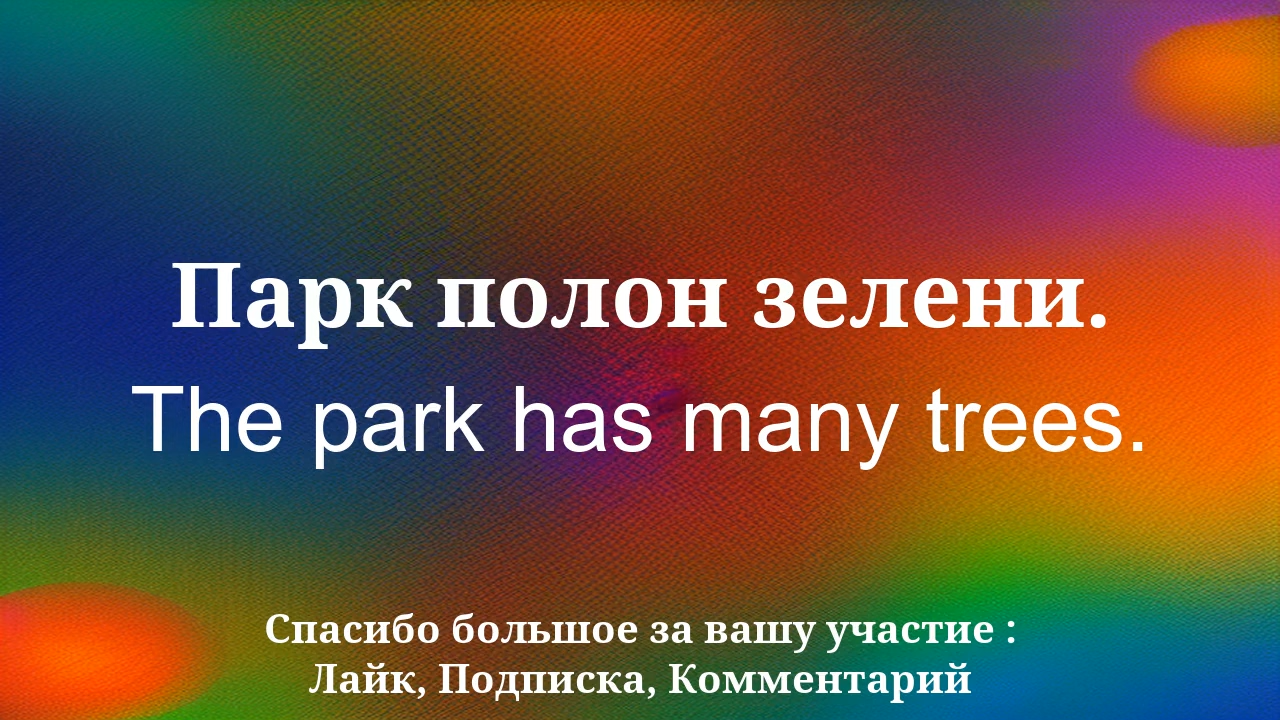 Парк полон зелени.
The park has many trees.
Спасибо большое за вашу участие :
Лайк, Подписка, Комментарий